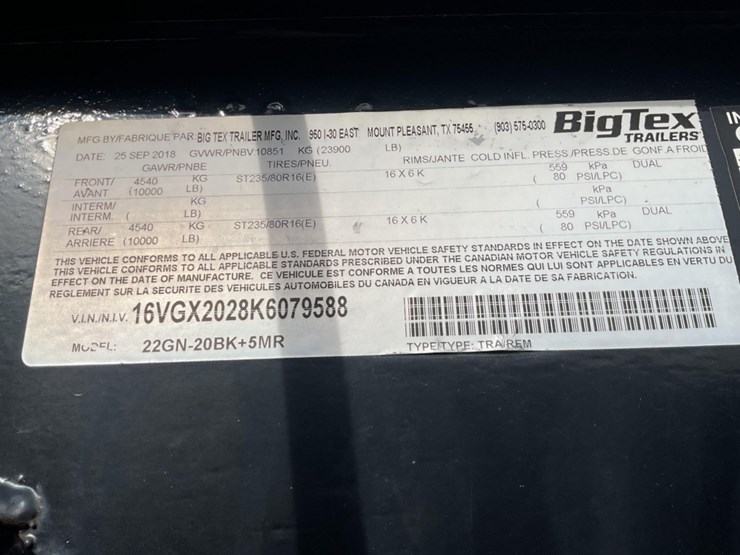 MFG BY/FABRIQUE PAR BIG TEX TRAILER MFG, INC. 950 I-30 EAST MOUNT PLEASANT, TX 75455 (903) 575-0300 BigTex TRAILERS
DATE: 25 SEP 2018 GVWR/PNBV 10851 KG (23900 LB)
GAWR/PNBE TIRES/PNEU. RIMS/JANTE COLD INFL. PRESS./PRESS.DE GONF.A FROID
FRONT/ 4540 KG ST235/80R16(E) 16 X 6 K 559 kPa DUAL
AVANT (10000 LB) ( 80 PSI/LPC)
INTERM/ KG kPa
INTERM. ( LB) ( PSI/LPC)
REAR/ 4540 KG ST235/80R16(E) 16 X 6 K 559 kPa DUAL
ARRIERE (10000 LB) ( 80 PSI/LPC)
THIS VEHICLE CONFORMS TO ALL APPLICABLE U.S. FEDERAL MOTOR VEHICLE SAFETY STANDARDS IN EFFECT ON THE DATE SHOWN ABOVE
THIS VEHICLE CONFORMS TO ALL APPLICABLE STANDARDS PRESCRIBED UNDER THE CANADIAN MOTOR VEHICLE SAFETY REGULATIONS IN
EFFECT ON THE DATE OF MANUFACTURE. CE VEHICULE EST CONFORME A TOUTES LES NORMES QUI LUI SONT APPLICABLES EN VERTU DU
REGLEMENT SUR LA SECURITE DES VEHICULES AUTOMOBILES DU CANADA EN VIGUEUR A LA DATE DE SA FABRICATION.
V.I.N./N.I.V. 16VGX2028K6079588
MODEL: 22GN-20BK+5MR TYPE/TYPE: TRA/REM
IN